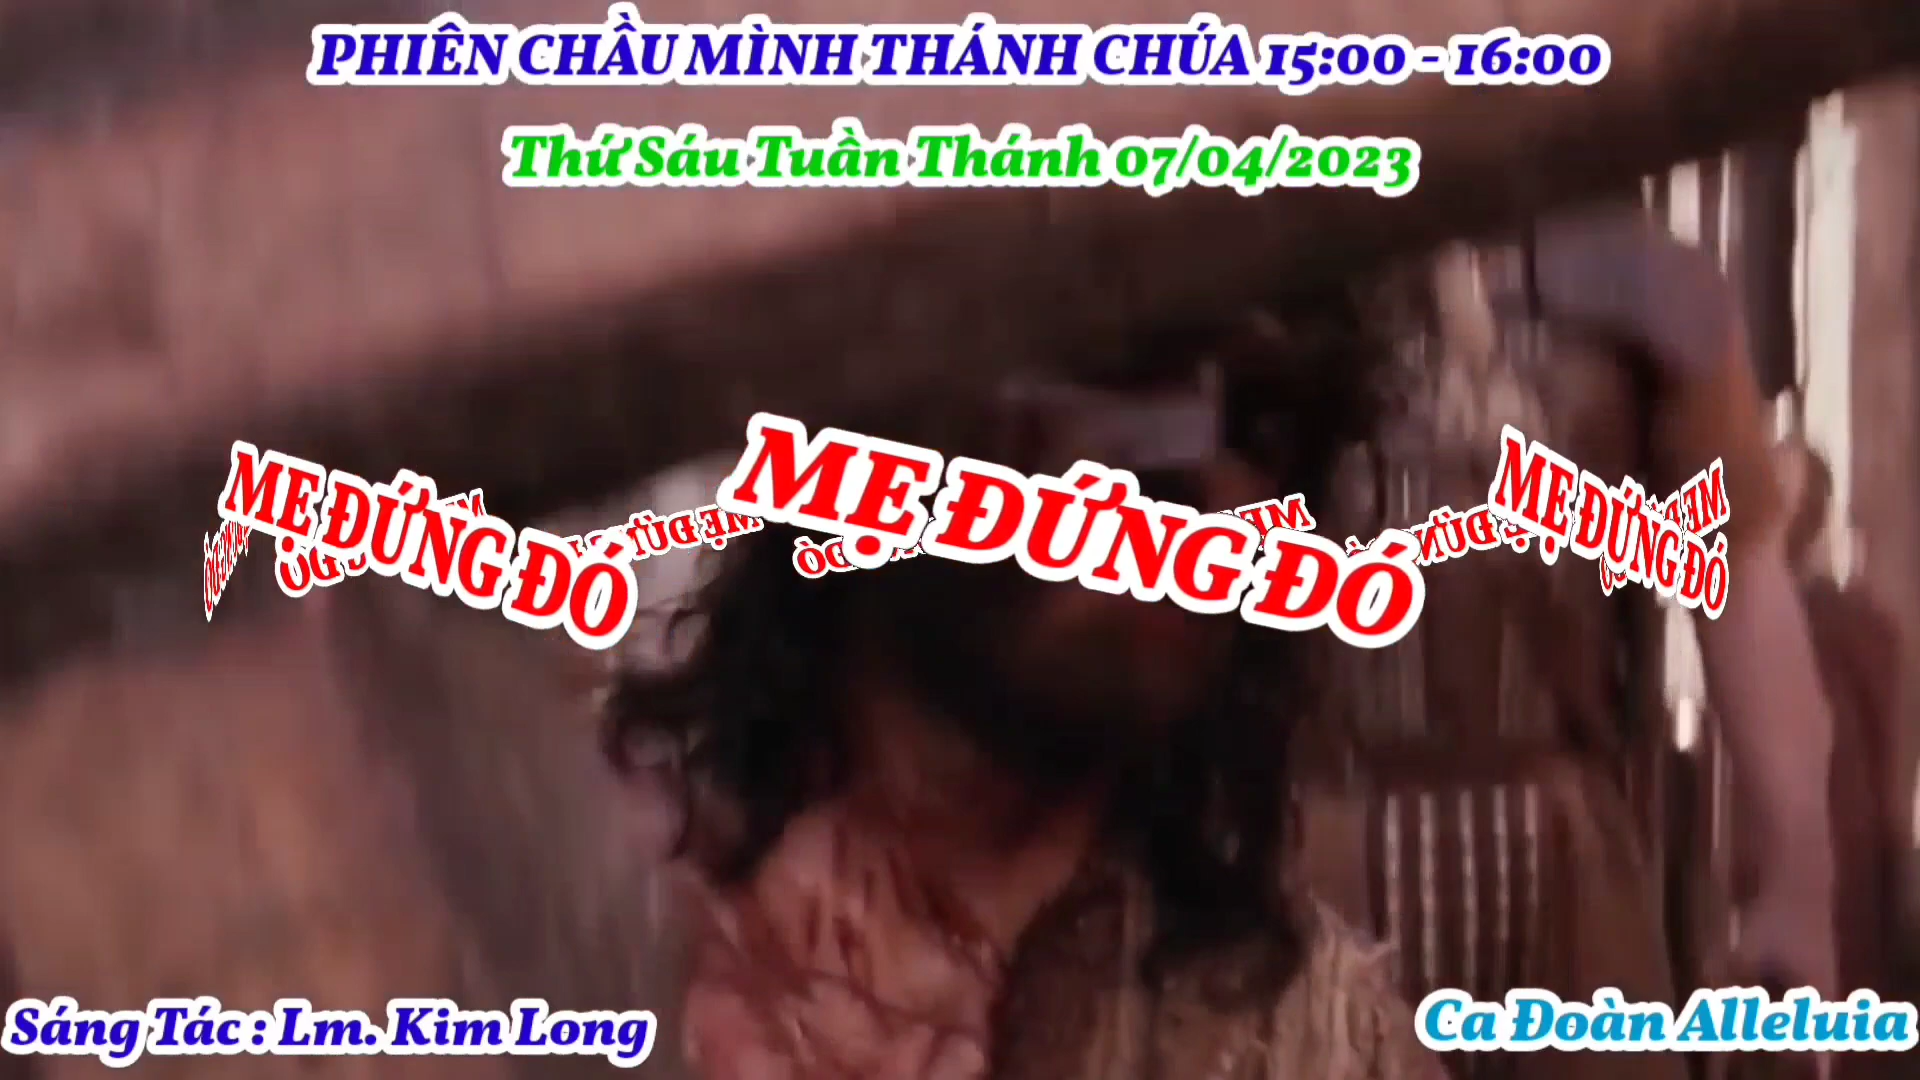 PHIÊN CHẦU MÌNH THÁNH CHÚA 15:00 - 16:00
Thứ Sáu Tuần Thánh 07/04/2023
MẸ ĐỨNG ĐÓ MẸ ĐỨNG ĐÓ MẸ ĐỨNG ĐÓ
Sáng Tác : Lm. Kim Long
Ca Đoàn Alleluia